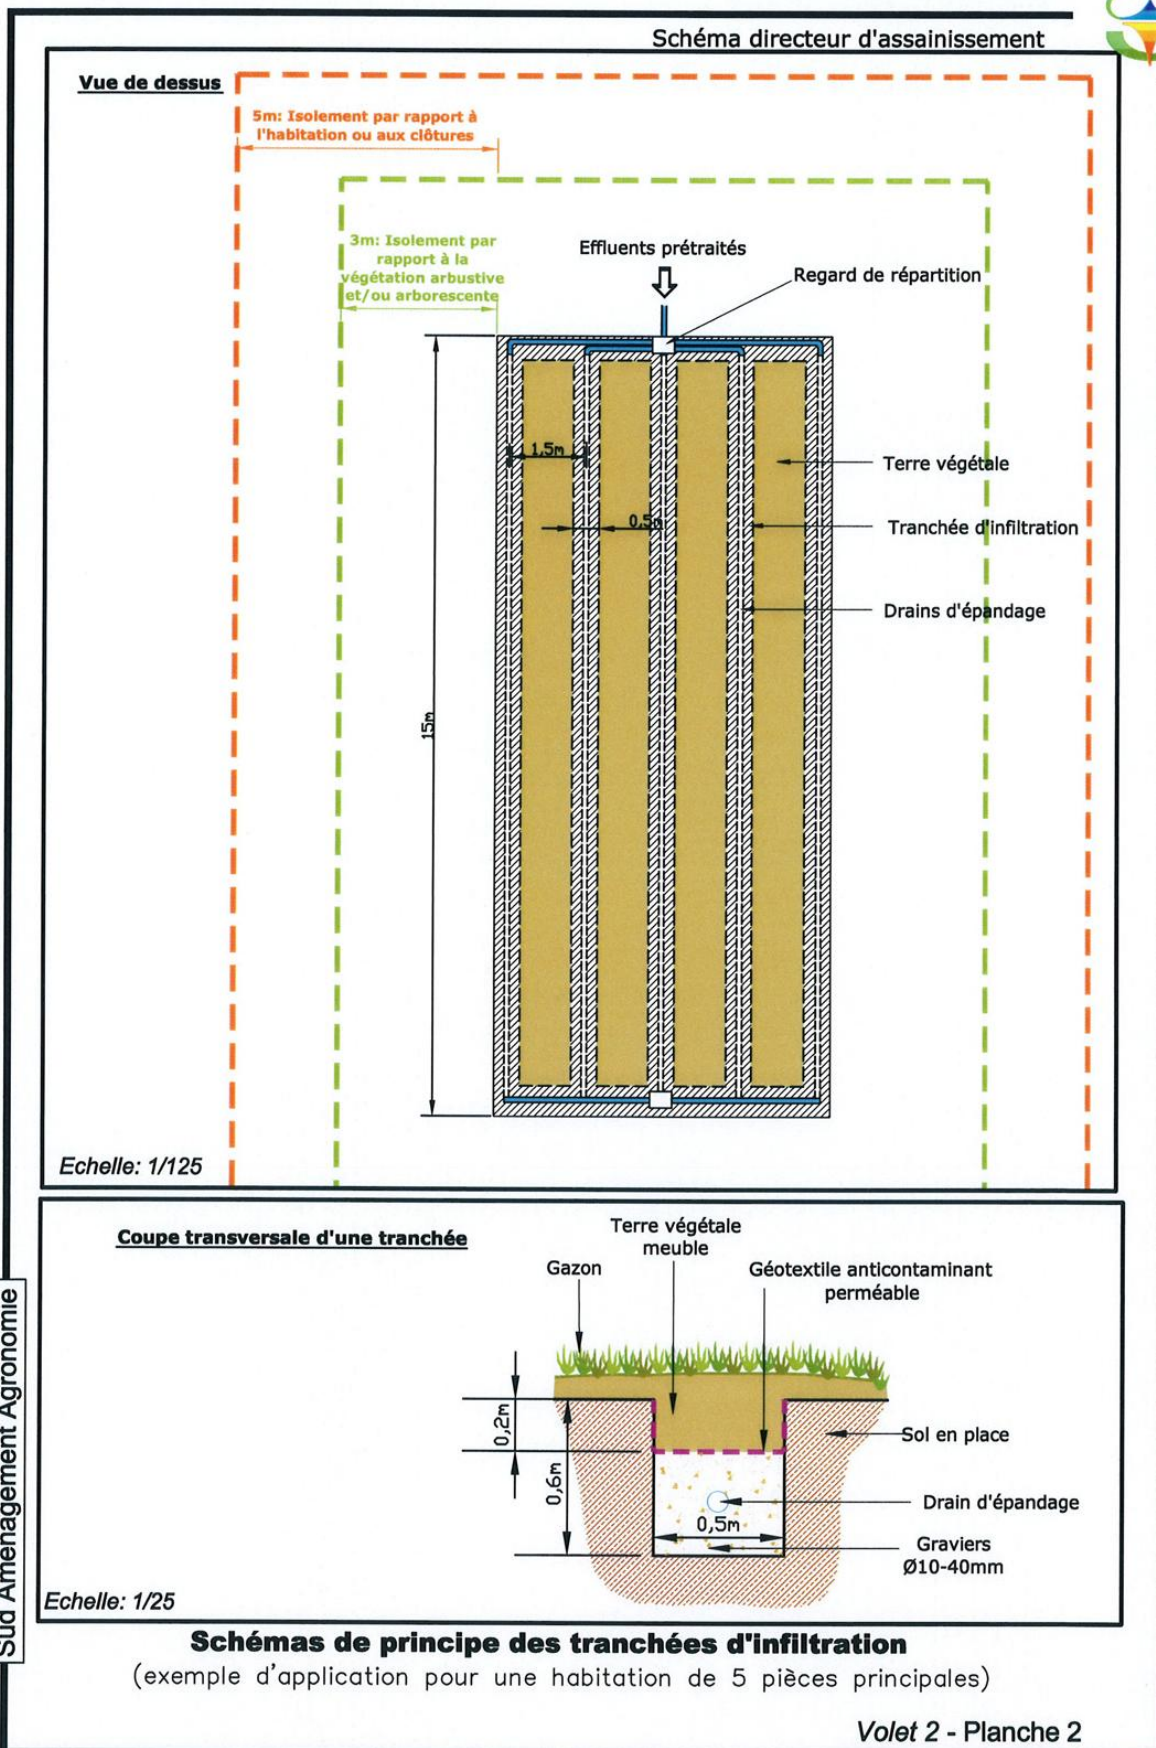 Schéma directeur d'assainissement
Vue de dessus
5m: Isolement par rapport à
l'habitation ou aux clôtures
3m: Isolement par
rapport à la
végétation arbustive
et/ou arborescente
Effluents prétraités
Regard de répartition
1,5m
Terre végétale
0,5m
Tranchée d'infiltration
Drains d'épandage
15m
Echelle: 1/125
Coupe transversale d'une tranchée
Terre végétale
meuble
Gazon
Géotextile anticontaminant
perméable
0,2m
Sol en place
0,6m
Drain d'épandage
0,5m
Graviers
Ø10-40mm
Echelle: 1/25
Sud Aménagement Agronomie
Schémas de principe des tranchées d'infiltration
(exemple d'application pour une habitation de 5 pièces principales)
Volet 2 - Planche 2